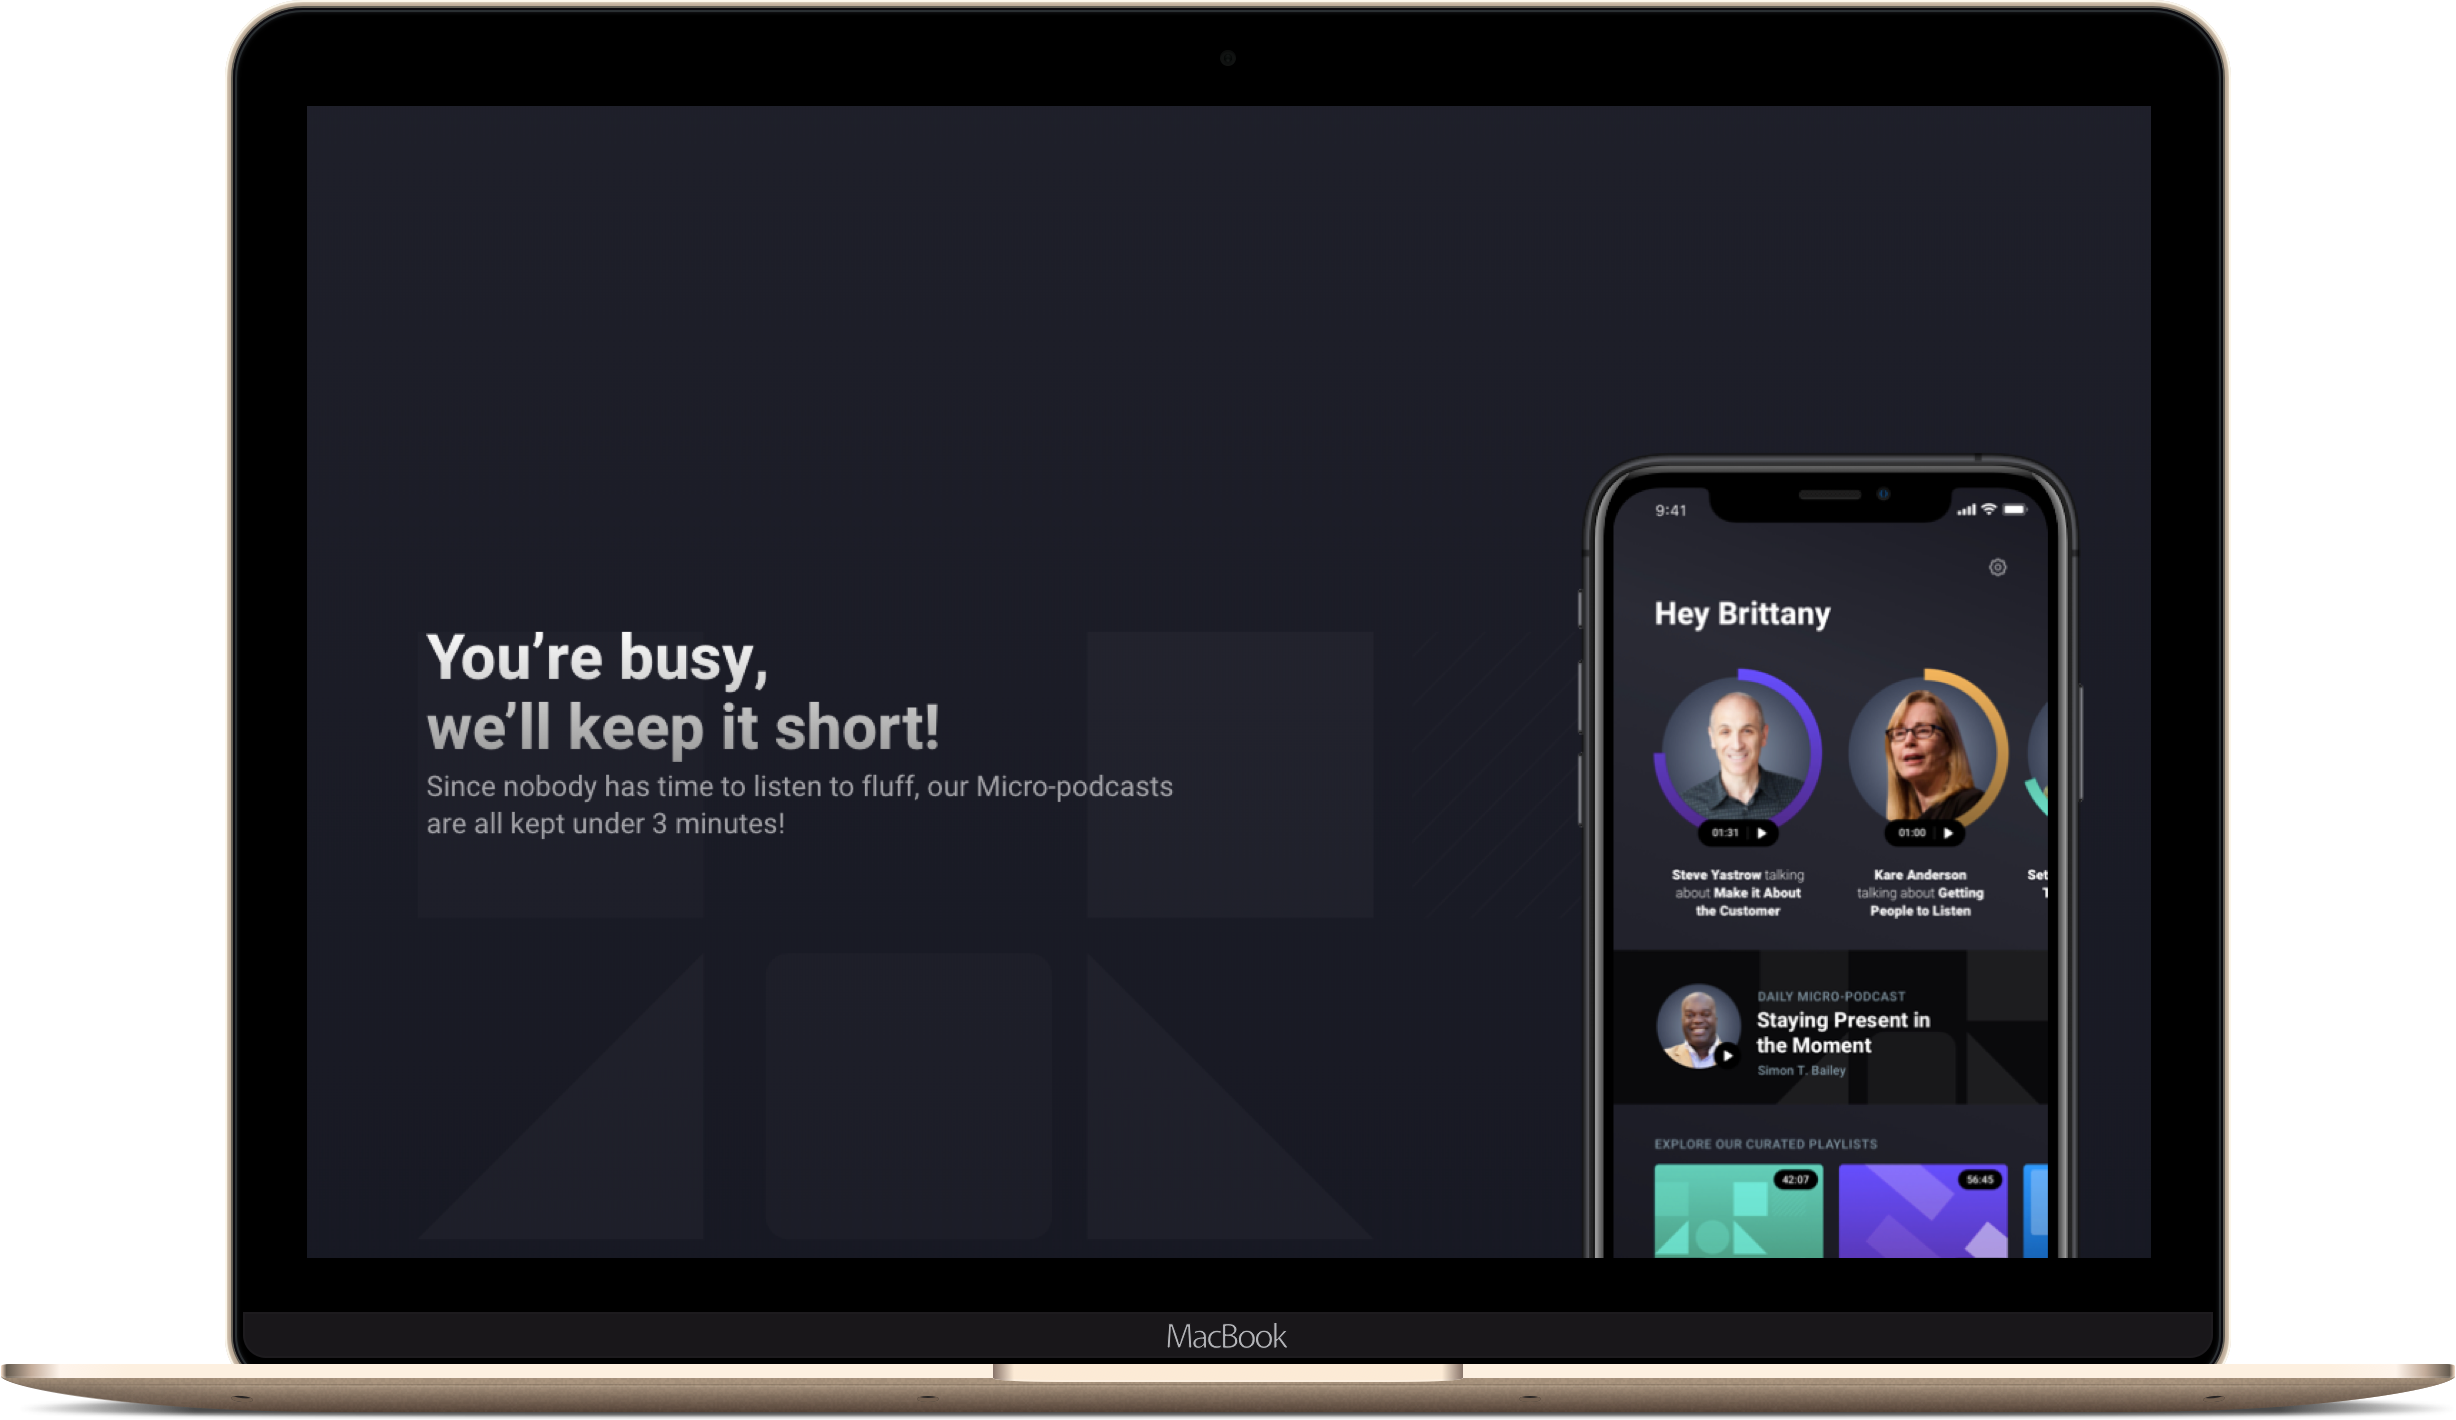 You’re busy,
we’ll keep it short!
Since nobody has time to listen to fluff, our Micro-podcasts
are all kept under 3 minutes!
9:41
Hey Brittany
01:31
01:00
Steve Yastrow talking
about Make it About
the Customer
Kare Anderson
talking about Getting
People to Listen
Set
T
DAILY MICRO-PODCAST
Staying Present in
the Moment
Simon T. Bailey
EXPLORE OUR CURATED PLAYLISTS
42:07
56:45
MacBook